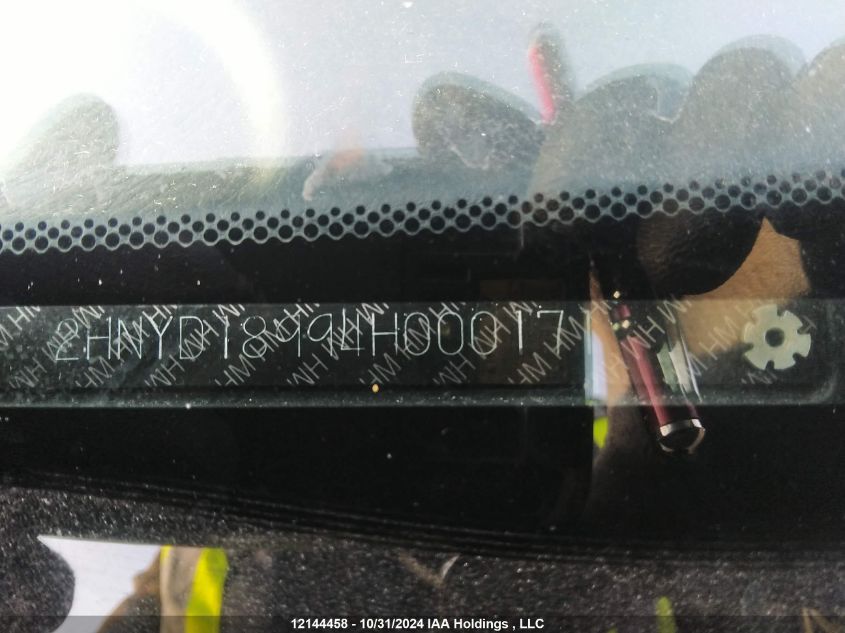 2HNYD18994H00017
12144458 - 10/31/2024 IAA Holdings , LLC